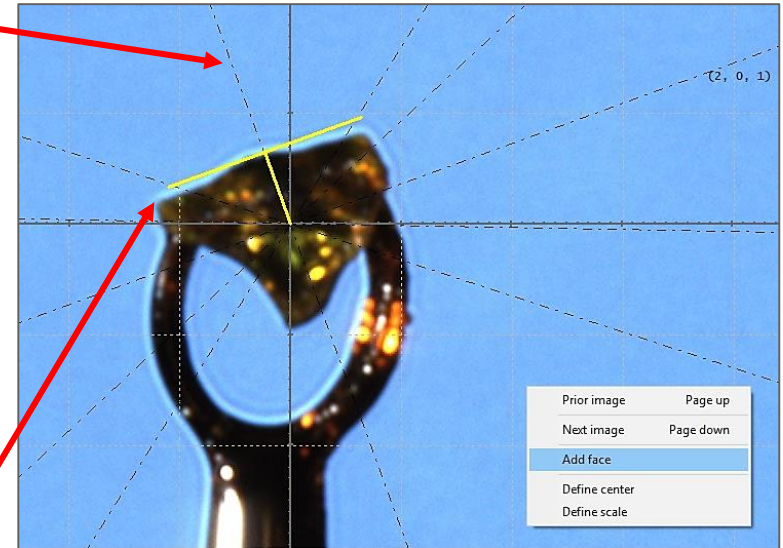 (2, 0, 1)
Prior image Page up
Next image Page down
Add face
Define center
Define scale